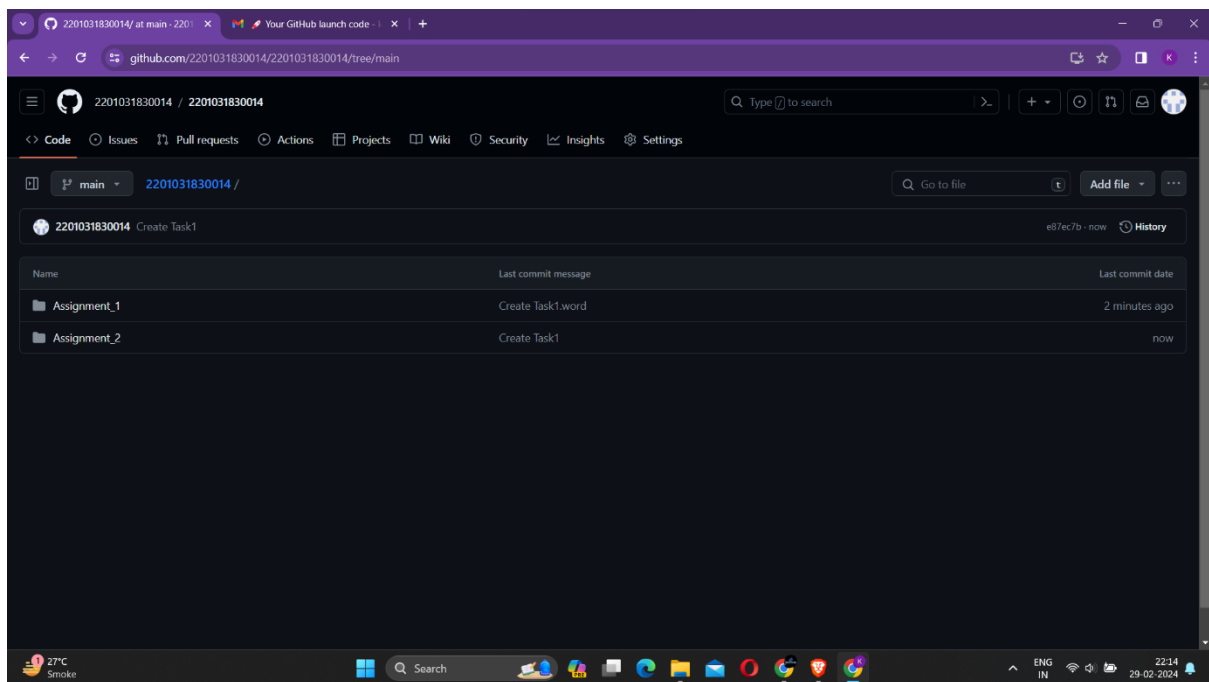 2201031830014/ at main · 220
Your GitHub launch code -
github.com/2201031830014/2201031830014/tree/main
K
2201031830014 / 2201031830014
Type / to search
Code Issues Pull requests Actions Projects Wiki Security Insights Settings
main 2201031830014 /
Go to file t Add file
2201031830014 Create Task1 e87ec7b · now History
Name Last commit message Last commit date
Assignment_1 Create Task1.word 2 minutes ago
Assignment_2 Create Task1 now
1
27°C
Smoke
Search
PRE
K
ENG
IN
22:14
29-02-2024